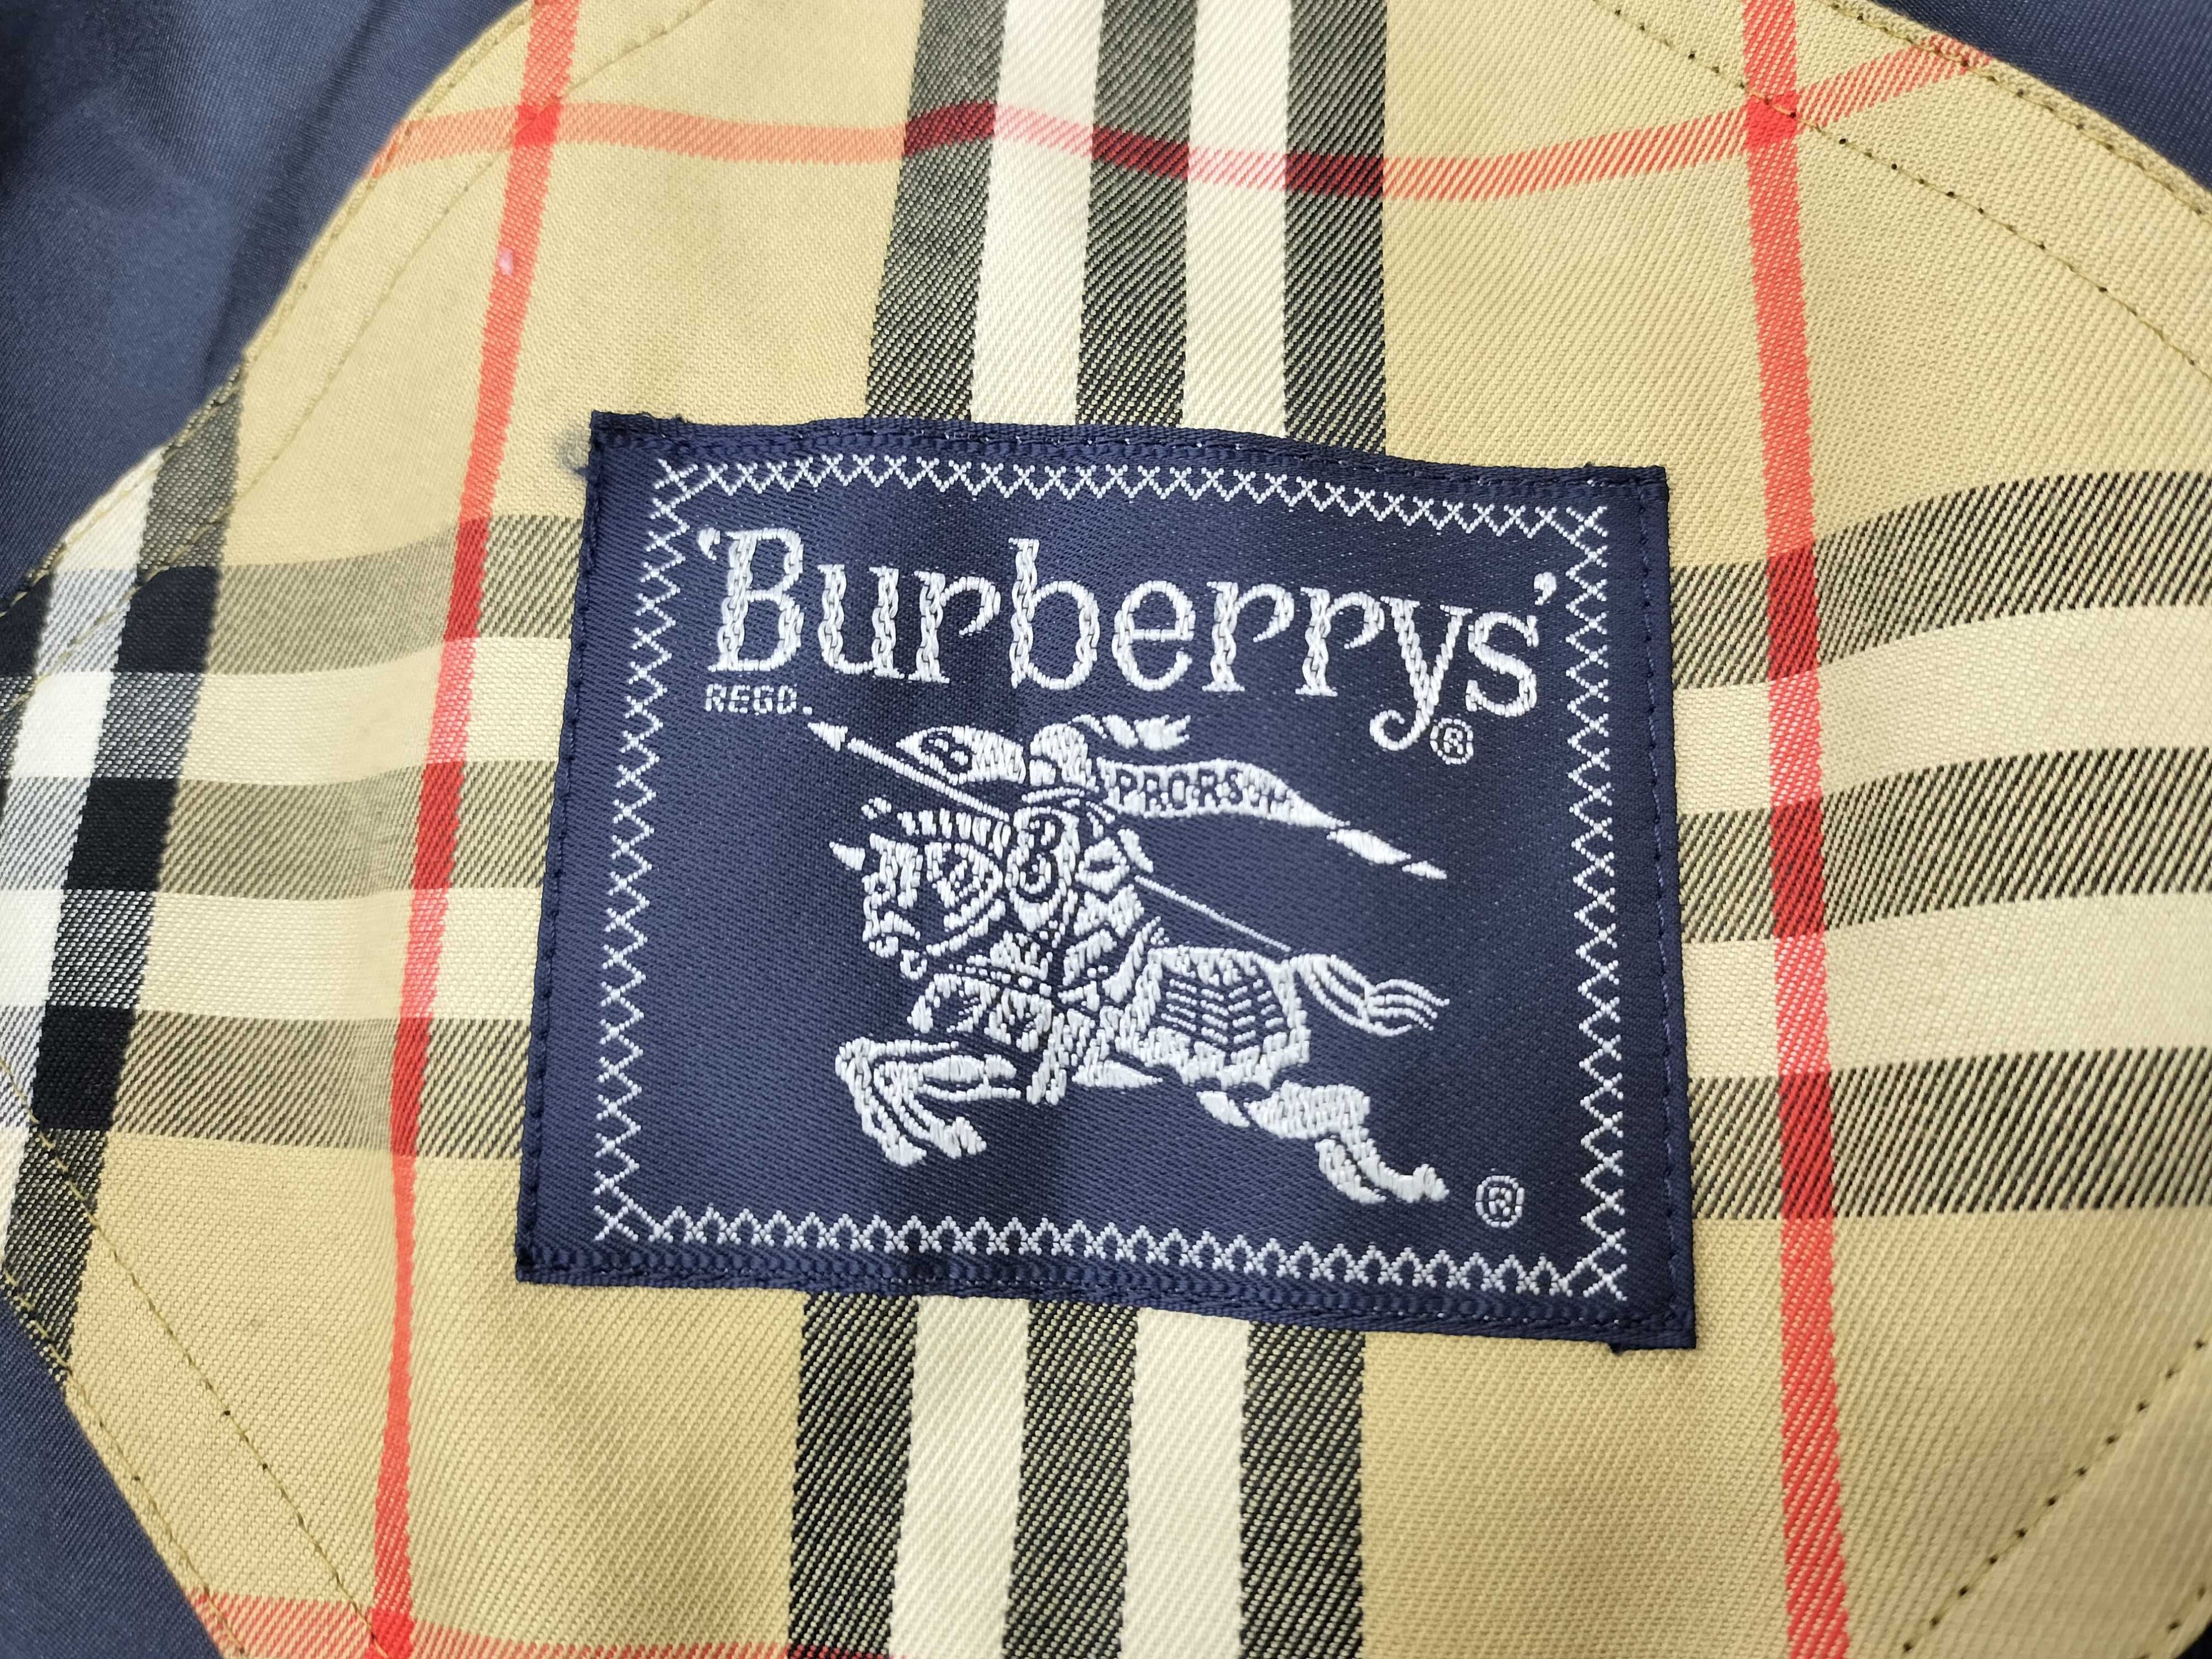 'Burberrys'
REGD. ®
B PRORSUM
B
®